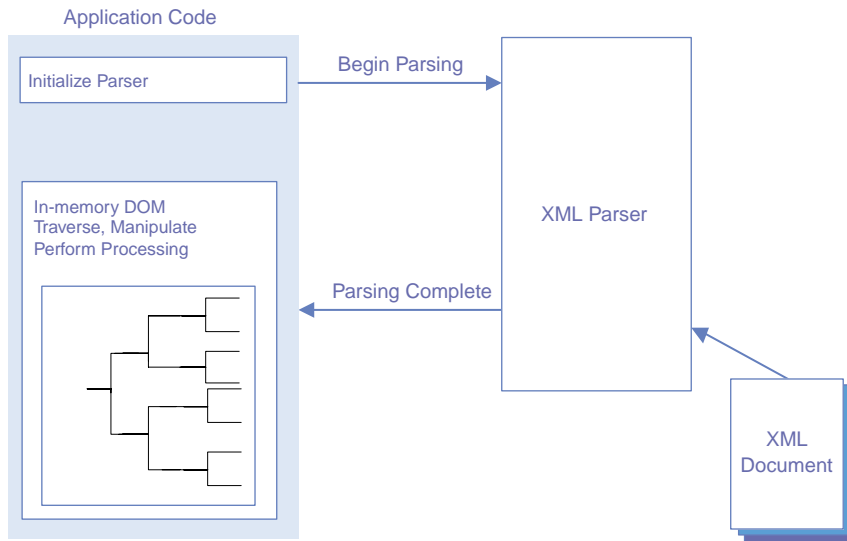 Application Code
Initialize Parser
Begin Parsing
In-memory DOM
Traverse, Manipulate
Perform Processing
XML Parser
Parsing Complete
XML
Document